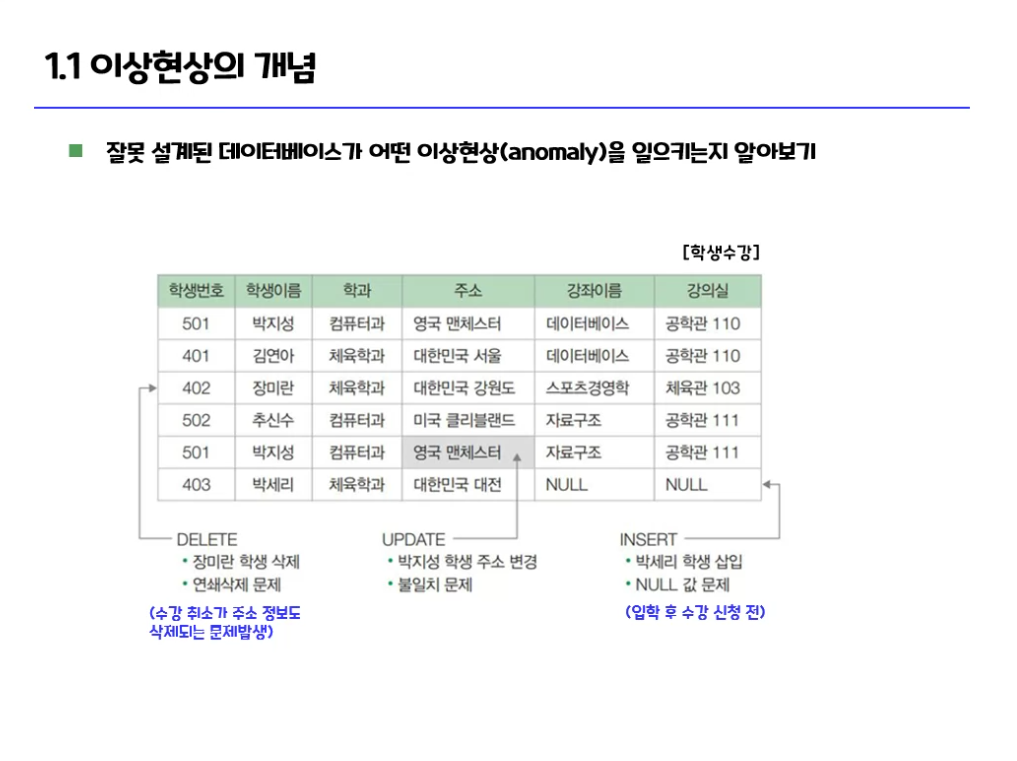 1.1 이상현상의 개념
■ 잘못 설계된 데이터베이스가 어떤 이상현상(anomaly)을 일으키는지 알아보기
[학생수강]
학생번호 학생이름 학과 주소 강좌이름 강의실
501 박지성 컴퓨터과 영국 맨체스터 데이터베이스 공학관 110
401 김연아 체육학과 대한민국 서울 데이터베이스 공학관 110
402 장미란 체육학과 대한민국 강원도 스포츠경영학 체육관 103
502 추신수 컴퓨터과 미국 클리블랜드 자료구조 공학관 111
501 박지성 컴퓨터과 영국 맨체스터 자료구조 공학관 111
403 박세리 체육학과 대한민국 대전 NULL NULL
DELETE
• 장미란 학생 삭제
• 연쇄삭제 문제
(수강 취소가 주소 정보도
삭제되는 문제발생)
UPDATE
• 박지성 학생 주소 변경
• 불일치 문제
INSERT
• 박세리 학생 삽입
• NULL 값 문제
(입학 후 수강 신청 전)